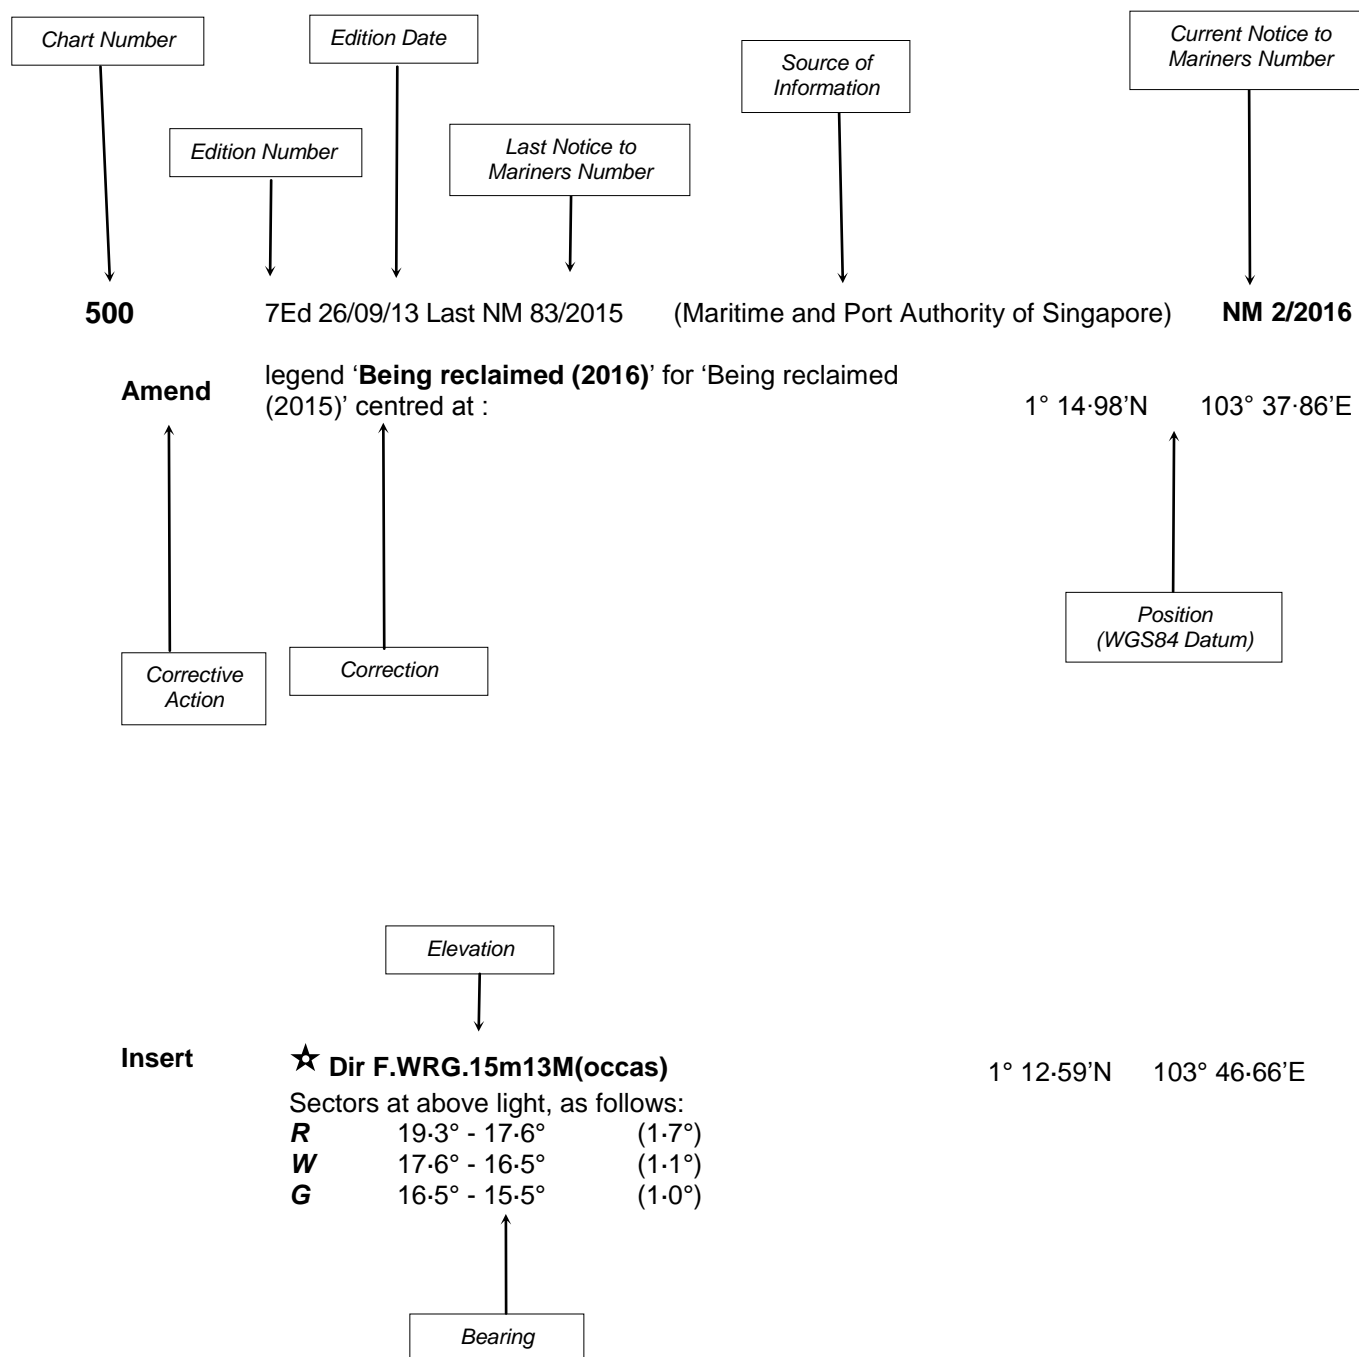 Chart Number
Edition Date
Current Notice to
Mariners Number
Source of
Information
Edition Number
Last Notice to
Mariners Number
500 7Ed 26/09/13 Last NM 83/2015 (Maritime and Port Authority of Singapore) NM 2/2016
Amend legend ‘Being reclaimed (2016)’ for ‘Being reclaimed
(2015)’ centred at : 1° 14·98’N 103° 37·86’E
Position
(WGS84 Datum)
Corrective
Action
Correction
Elevation
Insert Dir F.WRG.15m13M(occas) 1° 12·59’N 103° 46·66’E
Sectors at above light, as follows:
R 19·3° - 17·6° (1·7°)
W 17·6° - 16·5° (1·1°)
G 16·5° - 15·5° (1·0°)
Bearing